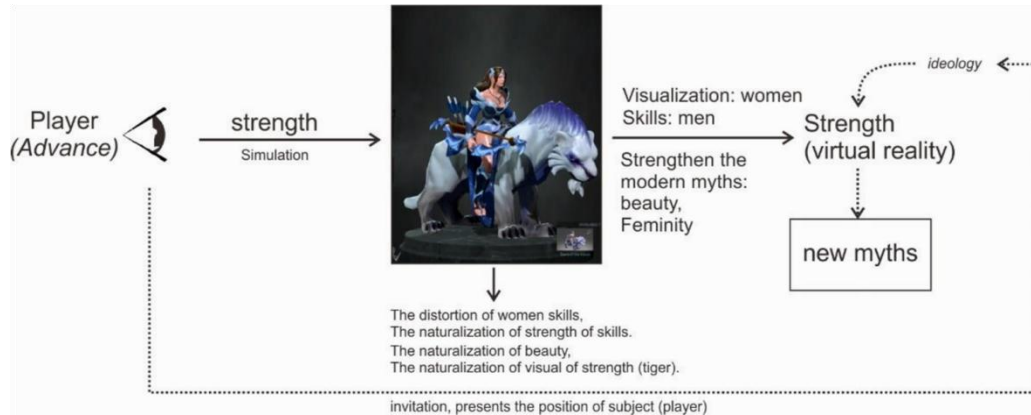 Player
(Advance)
strength
Simulation
Visualization: women
Skills: men
Strengthen the
modern myths:
beauty,
Feminity
ideology
Strength
(virtual reality)
new myths
The distortion of women skills,
The naturalization of strength of skills.
The naturalization of beauty,
The naturalization of visual of strength (tiger).
invitation, presents the position of subject (player)